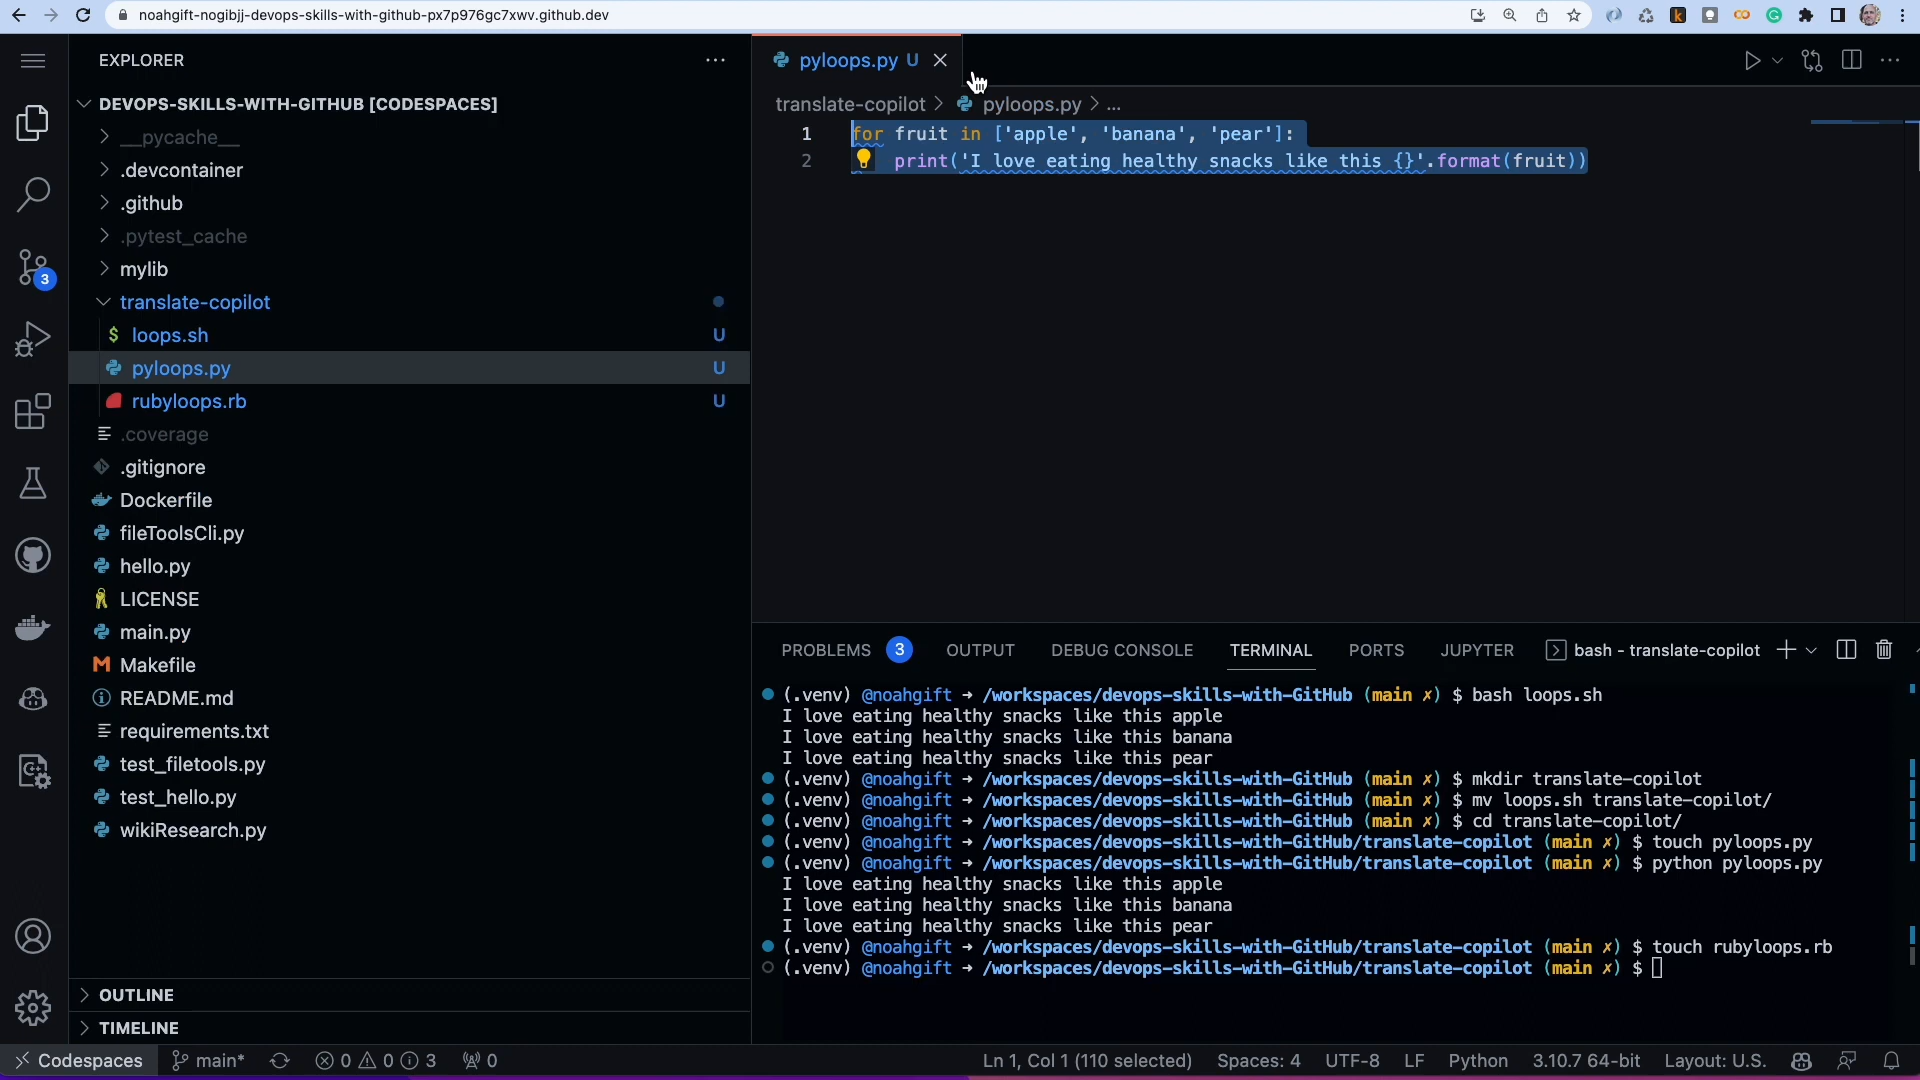 noahgift-nogibjj-devops-skills-with-github-px7p976gc7xwv.github.dev
EXPLORER
DEVOPS-SKILLS-WITH-GITHUB [CODESPACES]
__pycache__
.devcontainer
.github
.pytest_cache
mylib
translate-copilot
$ loops.sh U
pyloops.py U
rubyloops.rb U
.coverage
.gitignore
Dockerfile
fileToolsCli.py
hello.py
LICENSE
main.py
Makefile
README.md
requirements.txt
test_filetools.py
test_hello.py
wikiResearch.py
OUTLINE
TIMELINE
3
pyloops.py U
translate-copilot > pyloops.py > ...
1 for fruit in ['apple', 'banana', 'pear']:
2 print('I love eating healthy snacks like this {}'.format(fruit))
PROBLEMS 3 OUTPUT DEBUG CONSOLE TERMINAL PORTS JUPYTER bash - translate-copilot
(.venv) @noahgift → /workspaces/devops-skills-with-GitHub (main ✗) $ bash loops.sh
I love eating healthy snacks like this apple
I love eating healthy snacks like this banana
I love eating healthy snacks like this pear
(.venv) @noahgift → /workspaces/devops-skills-with-GitHub (main ✗) $ mkdir translate-copilot
(.venv) @noahgift → /workspaces/devops-skills-with-GitHub (main ✗) $ mv loops.sh translate-copilot/
(.venv) @noahgift → /workspaces/devops-skills-with-GitHub (main ✗) $ cd translate-copilot/
(.venv) @noahgift → /workspaces/devops-skills-with-GitHub/translate-copilot (main ✗) $ touch pyloops.py
(.venv) @noahgift → /workspaces/devops-skills-with-GitHub/translate-copilot (main ✗) $ python pyloops.py
I love eating healthy snacks like this apple
I love eating healthy snacks like this banana
I love eating healthy snacks like this pear
(.venv) @noahgift → /workspaces/devops-skills-with-GitHub/translate-copilot (main ✗) $ touch rubyloops.rb
(.venv) @noahgift → /workspaces/devops-skills-with-GitHub/translate-copilot (main ✗) $
Codespaces main* 0 0 3 0 Ln 1, Col 1 (110 selected) Spaces: 4 UTF-8 LF Python 3.10.7 64-bit Layout: U.S.